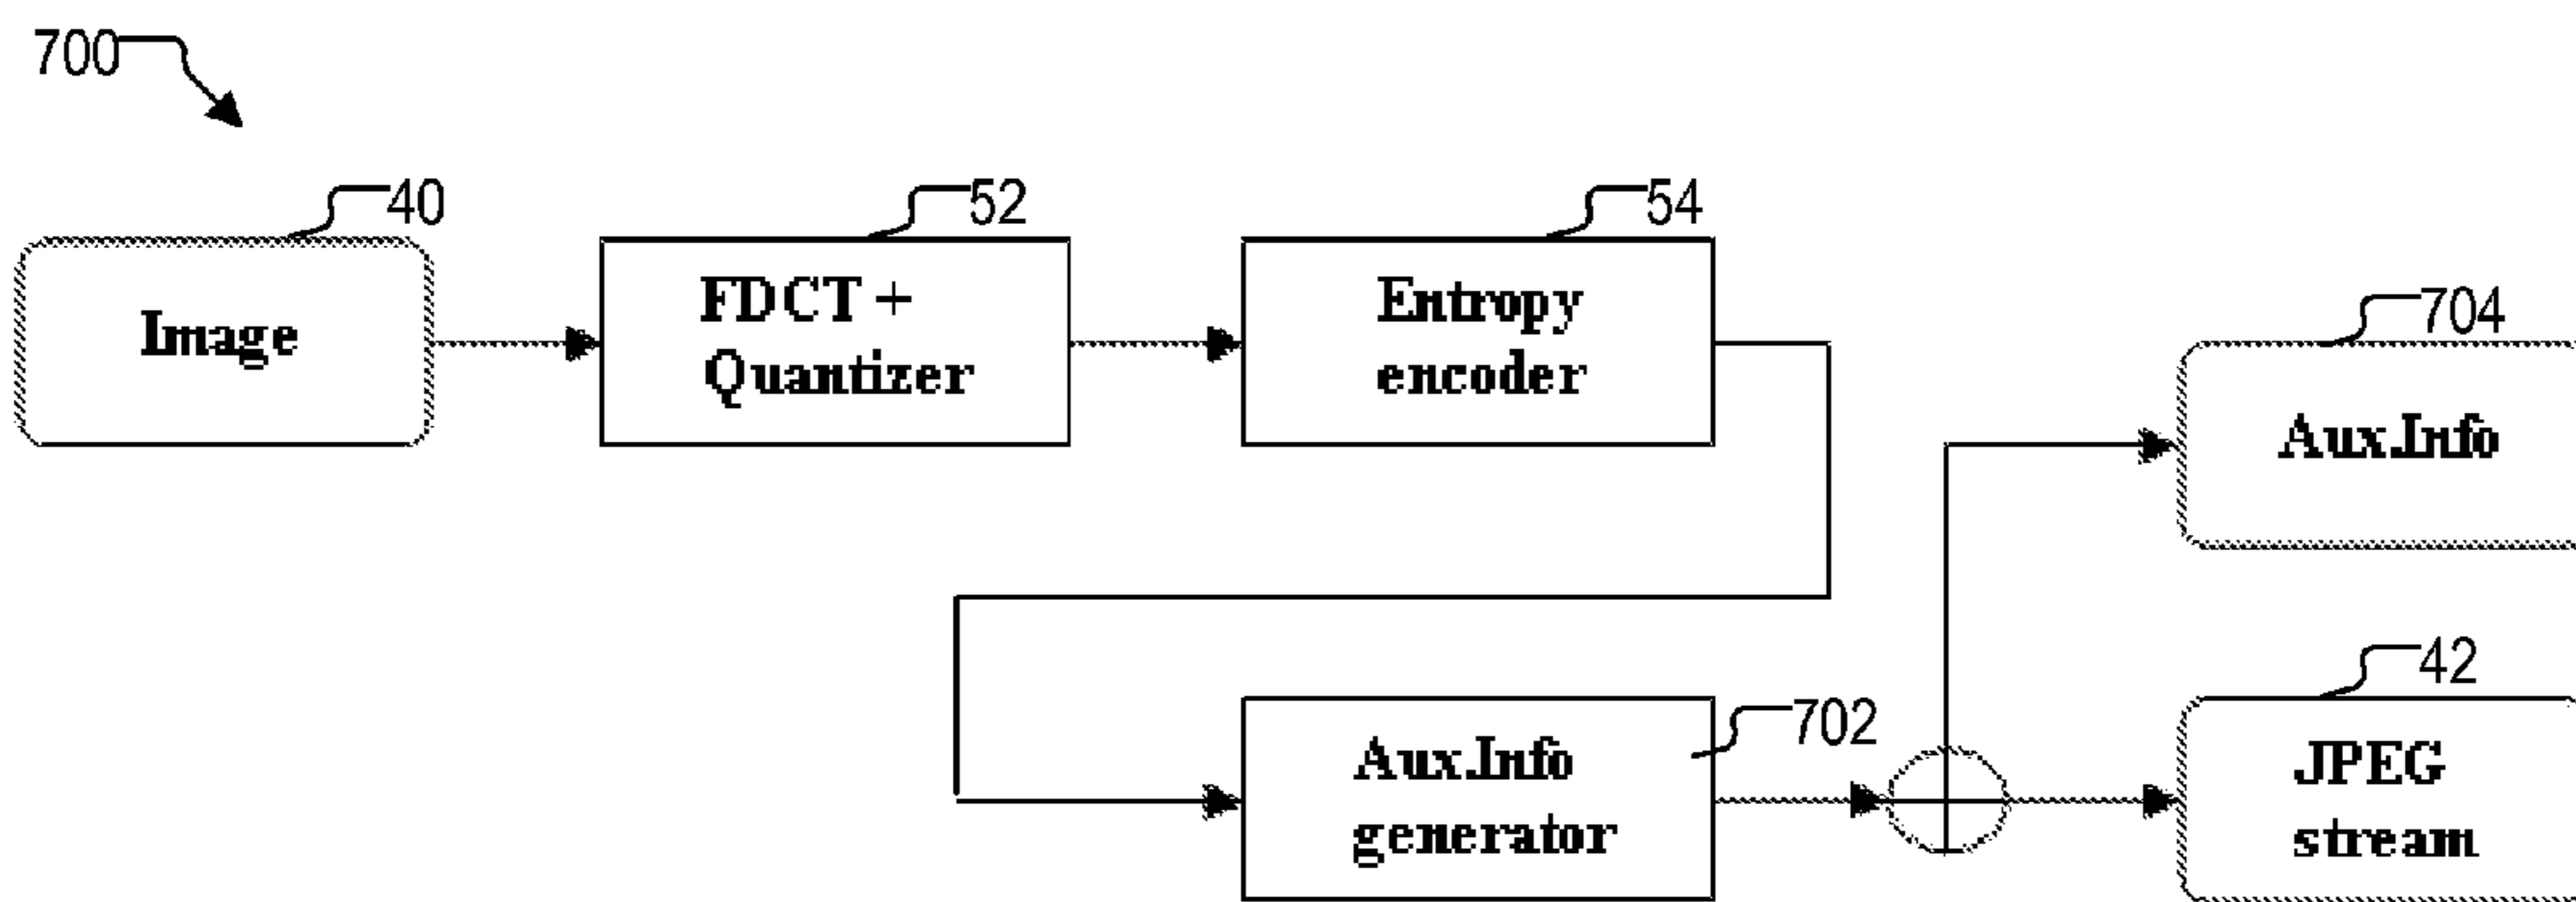 700
40
52
54
Image
FDCT +
Quantizer
Entropy
encoder
704
Aux.Info
42
702
Aux.Info
generator
JPEG
stream